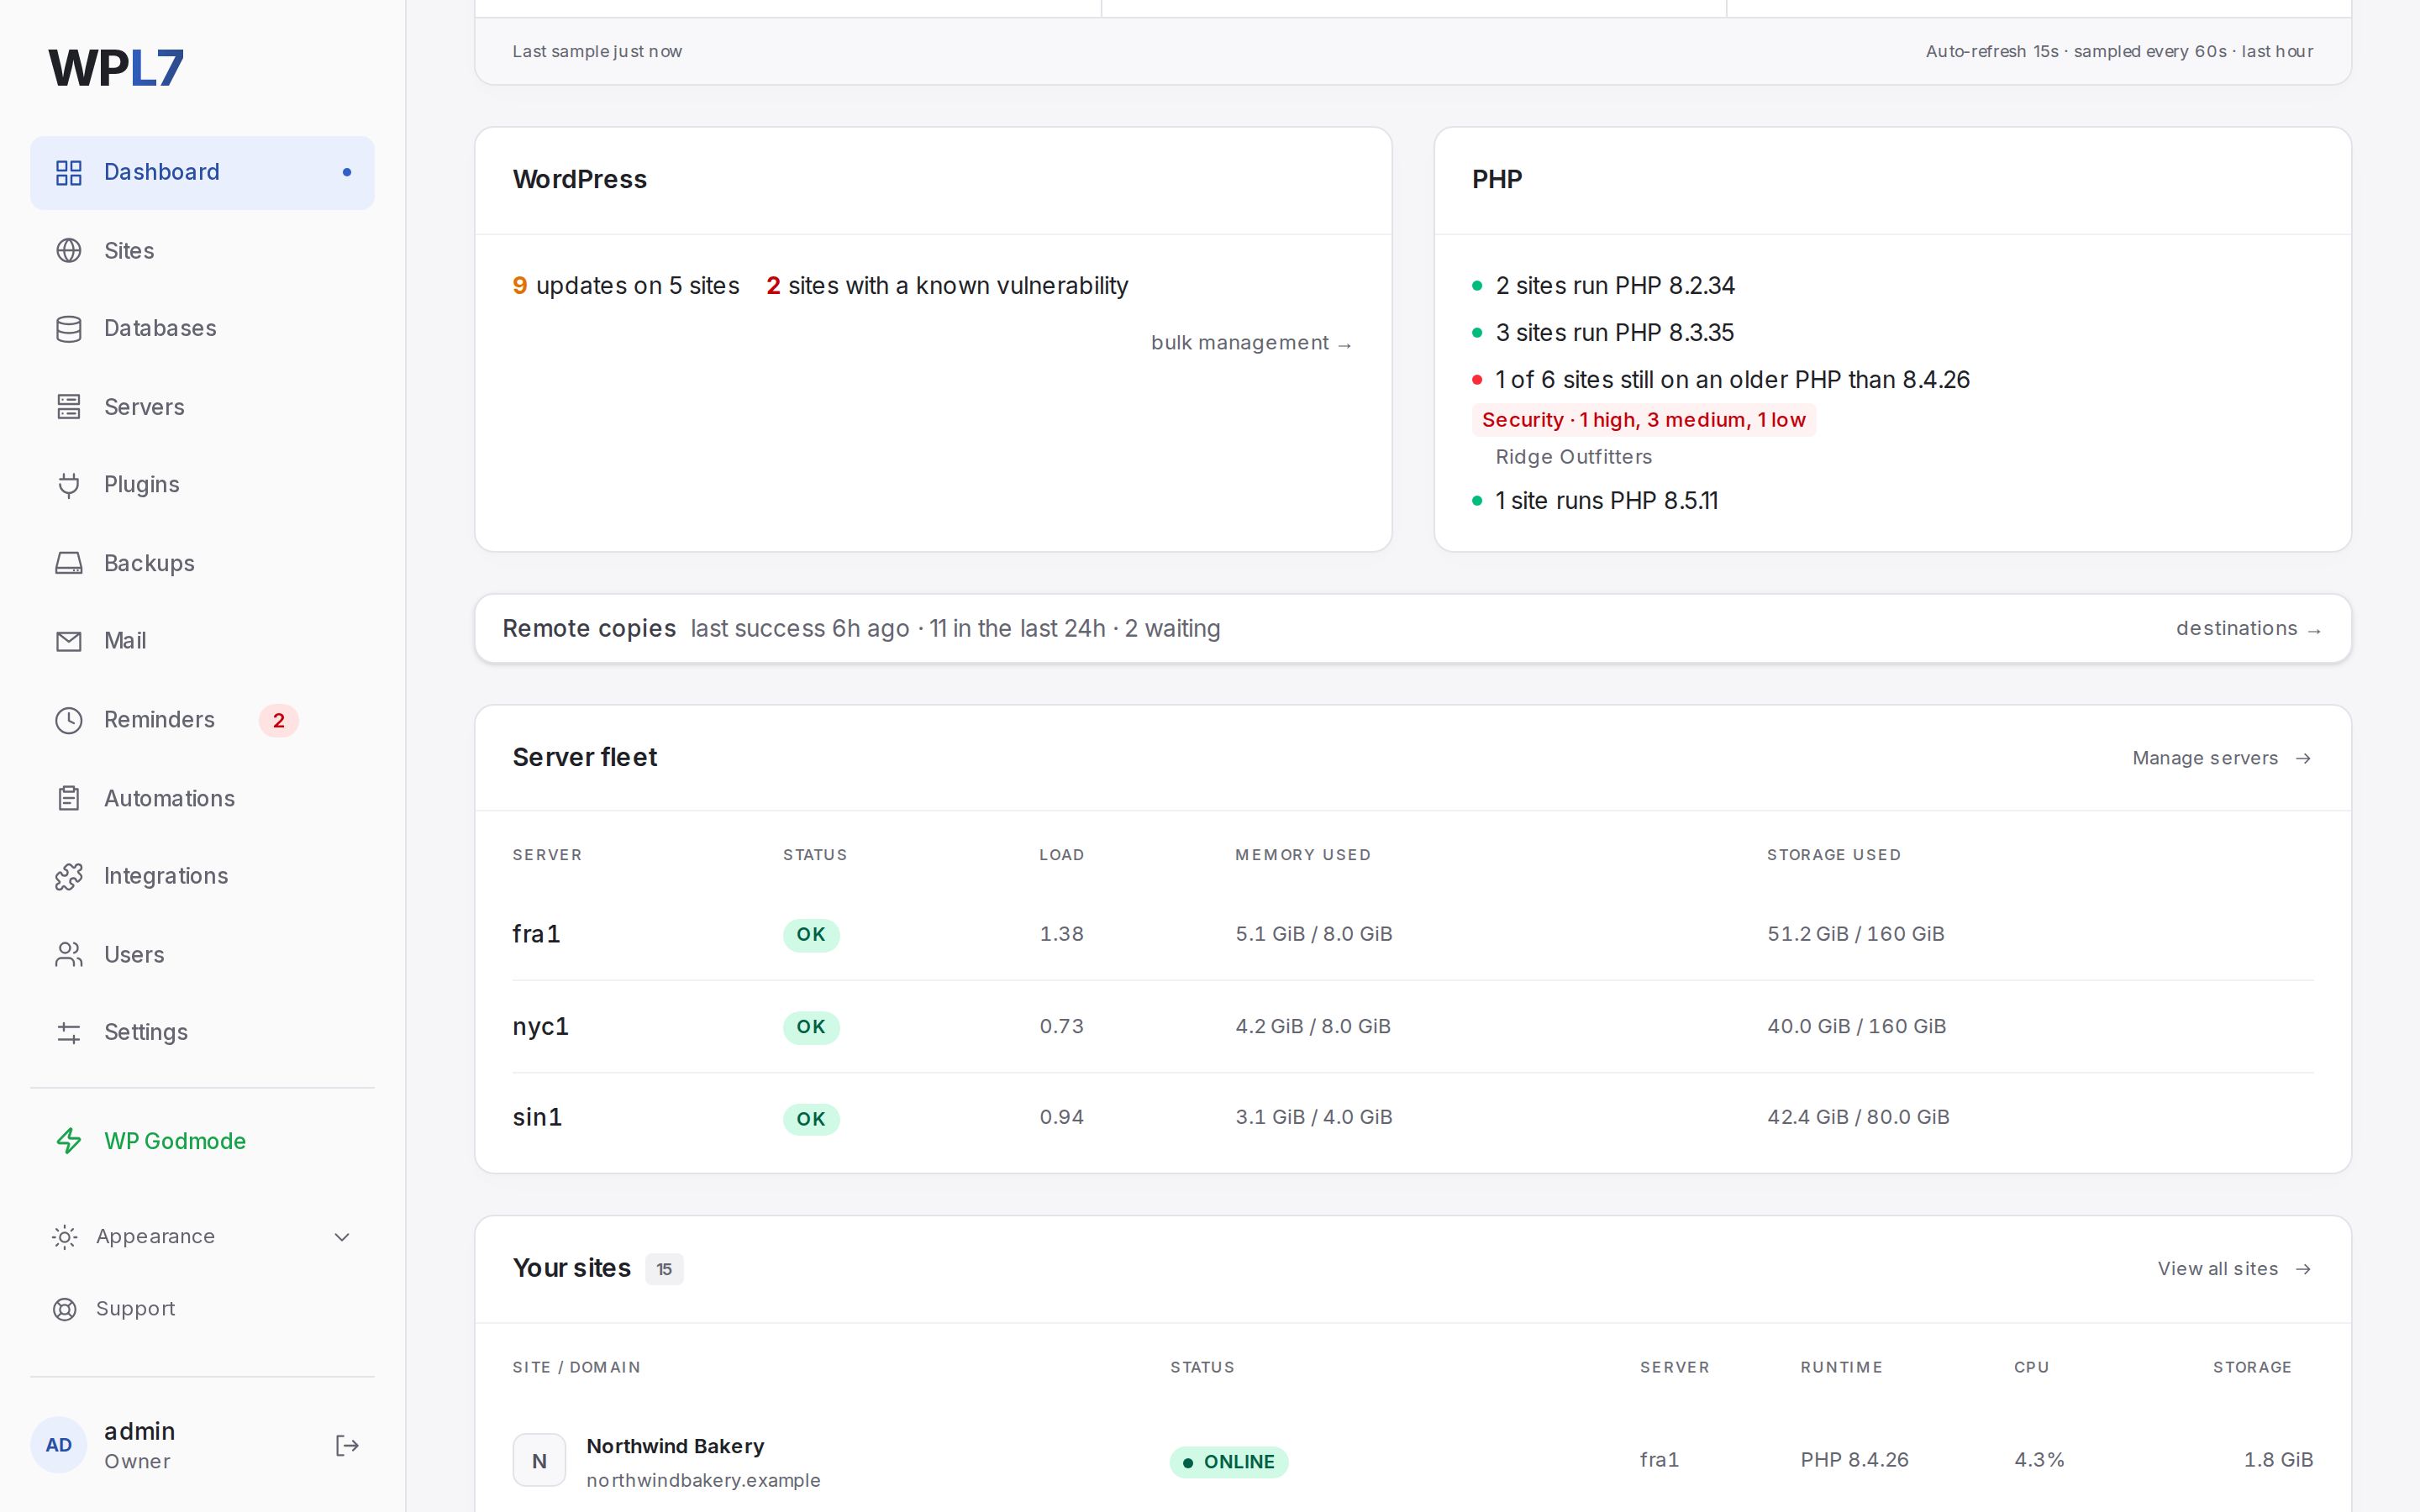 WPL7
Dashboard
Sites
Databases
Servers
Plugins
Backups
Mail
Reminders 2
Automations
Integrations
Users
Settings
WP Godmode
Appearance
Support
AD
admin
Owner
Last sample just now
Auto-refresh 15s · sampled every 60s · last hour
WordPress
9 updates on 5 sites 2 sites with a known vulnerability
bulk management →
PHP
2 sites run PHP 8.2.34
3 sites run PHP 8.3.35
1 of 6 sites still on an older PHP than 8.4.26
Security · 1 high, 3 medium, 1 low
Ridge Outfitters
1 site runs PHP 8.5.11
Remote copies last success 6h ago · 11 in the last 24h · 2 waiting
destinations →
Server fleet
Manage servers →
SERVER STATUS LOAD MEMORY USED STORAGE USED
fra1 OK 1.38 5.1 GiB / 8.0 GiB 51.2 GiB / 160 GiB
nyc1 OK 0.73 4.2 GiB / 8.0 GiB 40.0 GiB / 160 GiB
sin1 OK 0.94 3.1 GiB / 4.0 GiB 42.4 GiB / 80.0 GiB
Your sites 15
View all sites →
SITE / DOMAIN STATUS SERVER RUNTIME CPU STORAGE
N Northwind Bakery ONLINE fra1 PHP 8.4.26 4.3% 1.8 GiB
northwindbakery.example